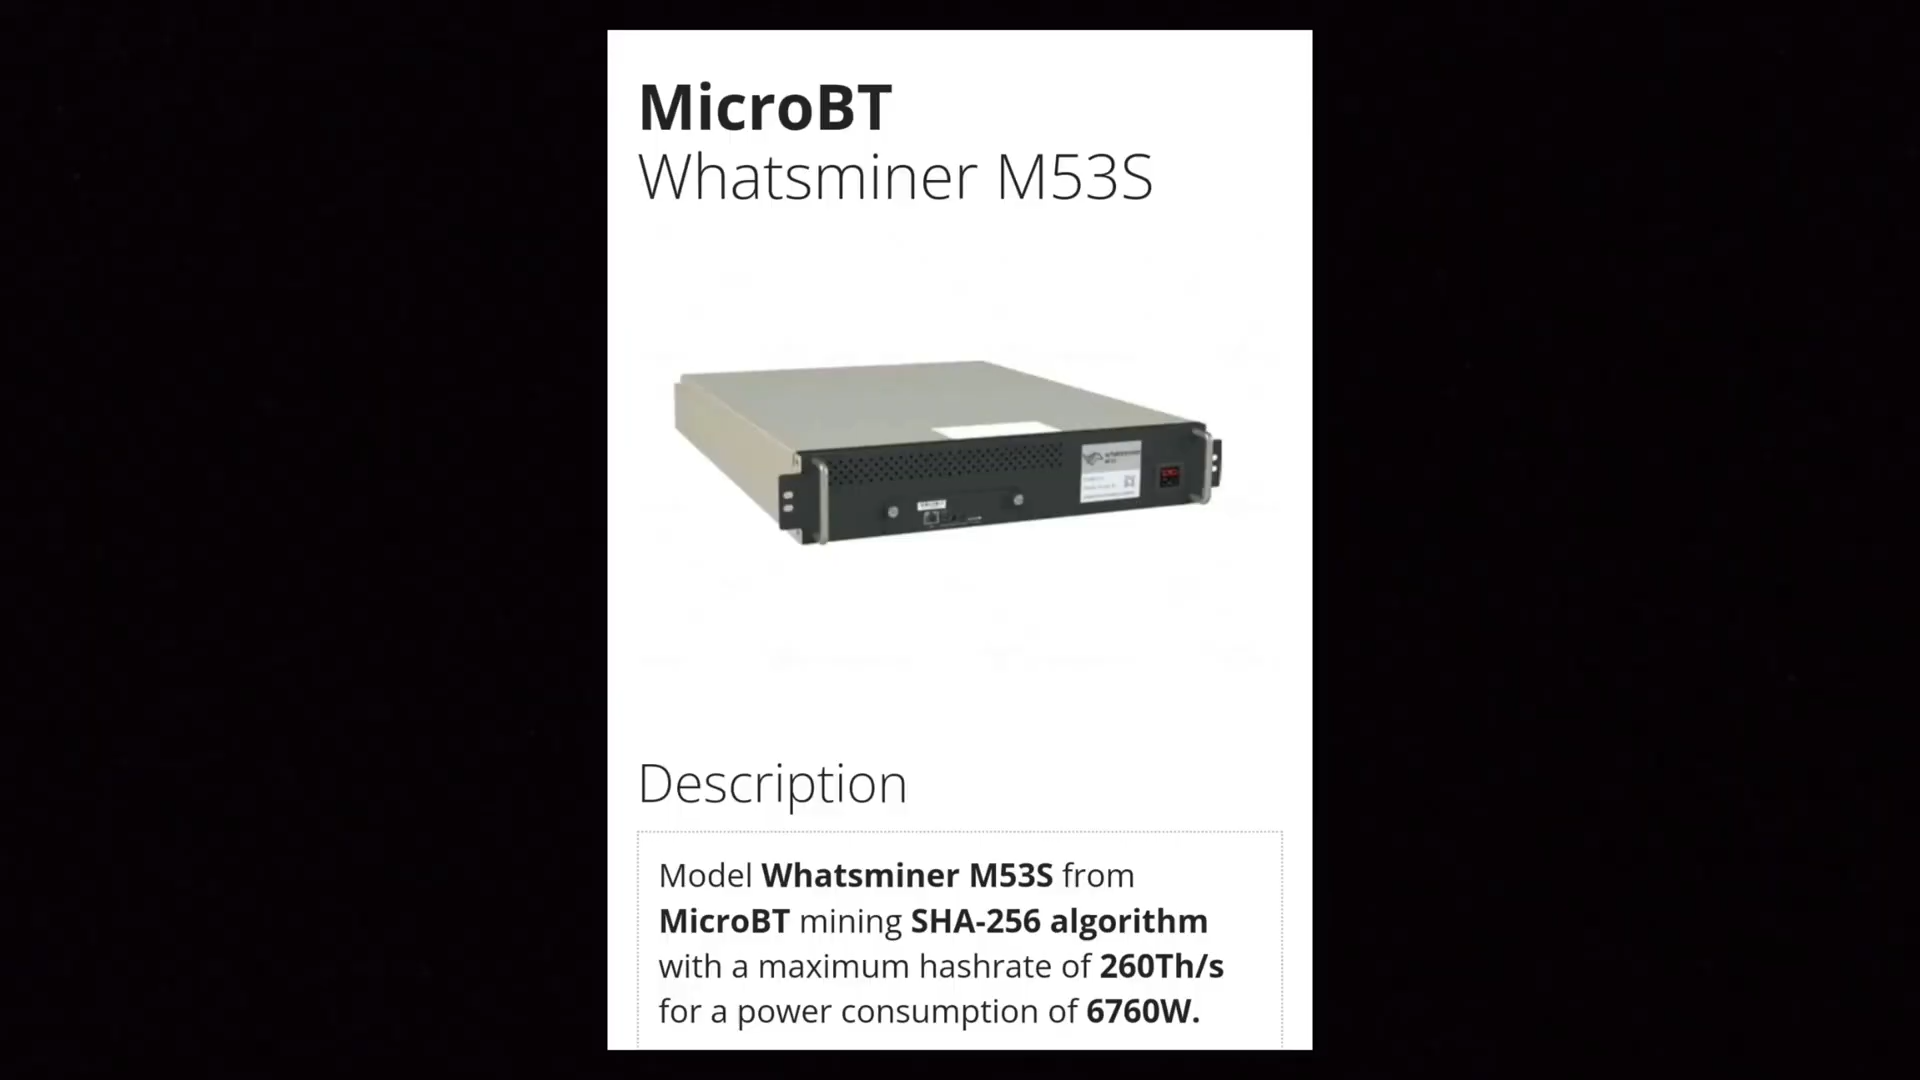 MicroBT
Whatsminer M53S
Description
Model Whatsminer M53S from
MicroBT mining SHA-256 algorithm
with a maximum hashrate of 260Th/s
for a power consumption of 6760W.